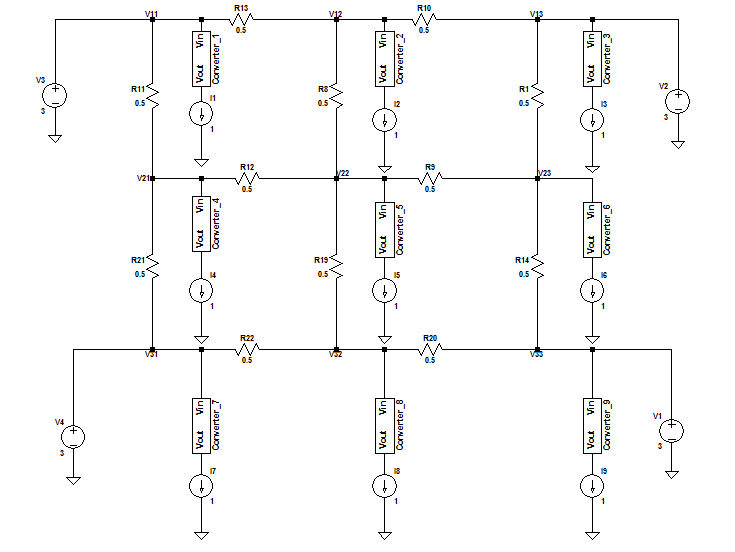 V11 R13 V12 R10 V13
0.5 0.5
Vin Vout Converter_1 Vin Vout Converter_2 Vin Vout Converter_3
V3 R11 R8 R1 V2
3 0.5 I1 0.5 I2 0.5 I3 3
1 1 1
V21 R12 V22 R9 V23
0.5 0.5
Vin Vout Converter_4 Vin Vout Converter_5 Vin Vout Converter_6
R21 R19 R14
0.5 I4 0.5 I5 0.5 I6
1 1 1
V31 R22 V32 R20 V33
0.5 0.5
Vin Vout Converter_7 Vin Vout Converter_8 Vin Vout Converter_9
V4 V1
3 3
I7 I8 I9
1 1 1